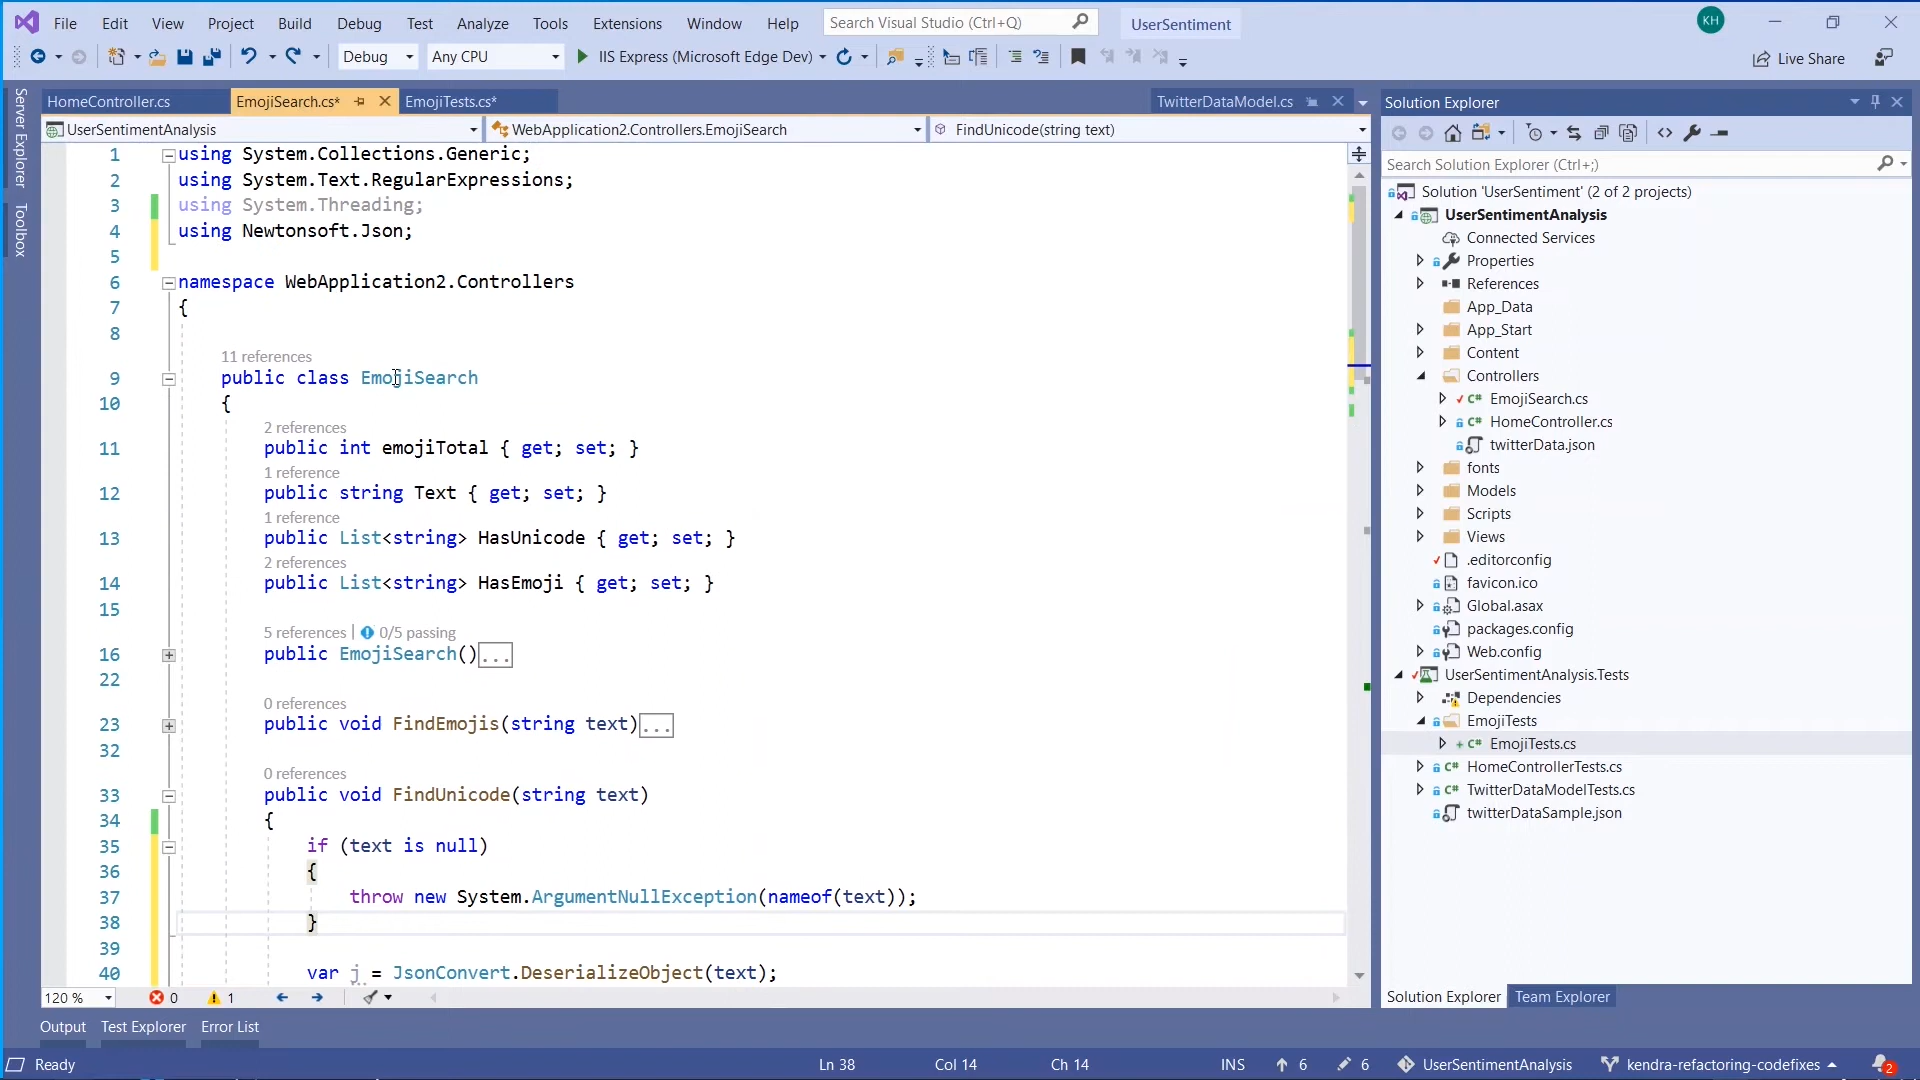 File Edit View Project Build Debug Test Analyze Tools Extensions Window Help Search Visual Studio (Ctrl+Q) UserSentiment KH
Debug Any CPU IIS Express (Microsoft Edge Dev) Live Share
Server Explorer
Toolbox
HomeController.cs EmojiSearch.cs* EmojiTests.cs* TwitterDataModel.cs
UserSentimentAnalysis WebApplication2.Controllers.EmojiSearch FindUnicode(string text)
1 using System.Collections.Generic;
2 using System.Text.RegularExpressions;
3 using System.Threading;
4 using Newtonsoft.Json;
5
6 namespace WebApplication2.Controllers
7 {
8
11 references
9 public class EmojiSearch
10 {
2 references
11 public int emojiTotal { get; set; }
1 reference
12 public string Text { get; set; }
1 reference
13 public List<string> HasUnicode { get; set; }
2 references
14 public List<string> HasEmoji { get; set; }
15
5 references | 0/5 passing
16 public EmojiSearch()...
22
0 references
23 public void FindEmojis(string text)...
32
0 references
33 public void FindUnicode(string text)
34 {
35 if (text is null)
36 {
37 throw new System.ArgumentNullException(nameof(text));
38 }
39
40 var j = JsonConvert.DeserializeObject(text);
120 % 0 1
Output Test Explorer Error List
Solution Explorer
Search Solution Explorer (Ctrl+;)
Solution 'UserSentiment' (2 of 2 projects)
UserSentimentAnalysis
Connected Services
Properties
References
App_Data
App_Start
Content
Controllers
C# EmojiSearch.cs
C# HomeController.cs
twitterData.json
fonts
Models
Scripts
Views
.editorconfig
favicon.ico
Global.asax
packages.config
Web.config
UserSentimentAnalysis.Tests
Dependencies
EmojiTests
C# EmojiTests.cs
C# HomeControllerTests.cs
C# TwitterDataModelTests.cs
twitterDataSample.json
Solution Explorer Team Explorer
Ready Ln 38 Col 14 Ch 14 INS 6 6 UserSentimentAnalysis kendra-refactoring-codefixes 2